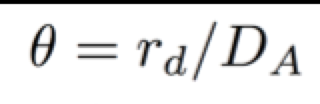 θ = r_d/D_A